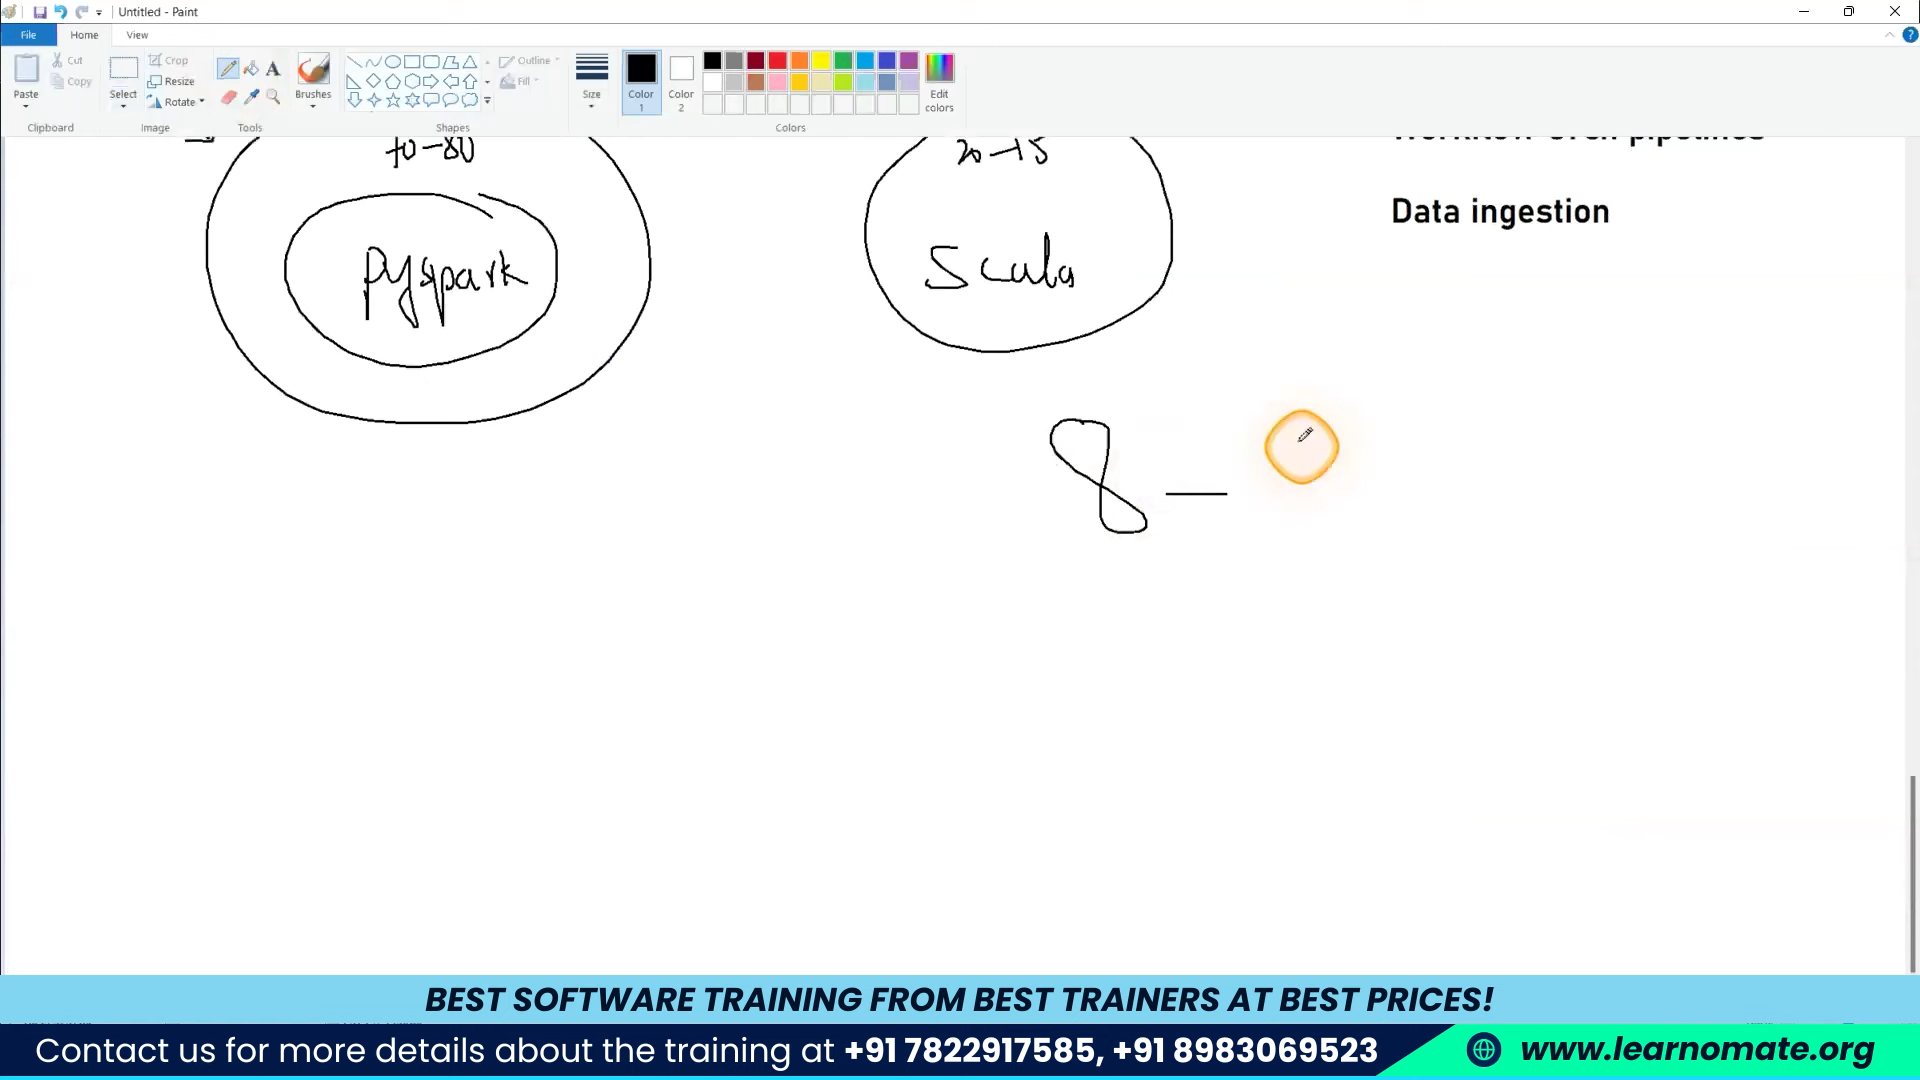 Untitled - Paint
File Home View
Paste
Cut
Copy
Clipboard
Select
Crop
Resize
Rotate
Image
Tools
Brushes
Shapes
Outline
Fill
Size
Color 1
Color 2
Colors
Edit colors
70-80
20-15
workflow even pipelines
Data ingestion
pyspark
Scala
8 —
BEST SOFTWARE TRAINING FROM BEST TRAINERS AT BEST PRICES!
Contact us for more details about the training at +91 7822917585, +91 8983069523
www.learnomate.org